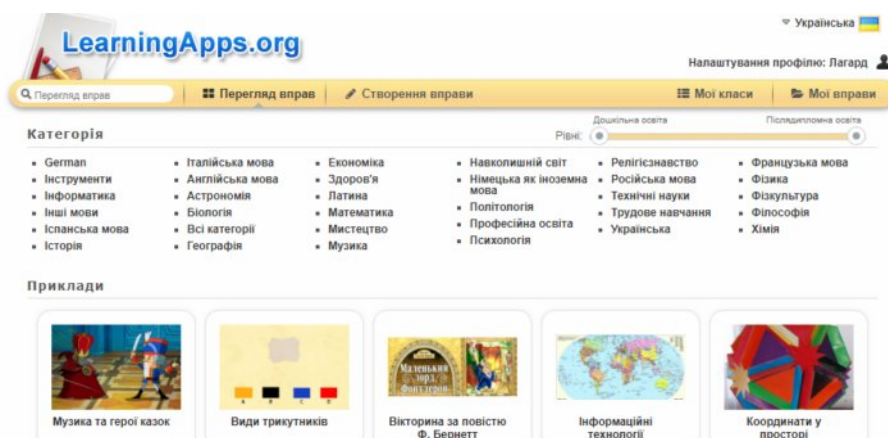 Українська
LearningApps.org
Налаштування профілю: Лагард
Перегляд вправ
Перегляд вправ
Створення вправи
Мої класи
Мої вправи
Категорія
Рівні:
Дошкільна освіта
Післядипломна освіта
German
Інструменти
Інформатика
Інші мови
Іспанська мова
Історія
Італійська мова
Англійська мова
Астрономія
Біологія
Всі категорії
Географія
Економіка
Здоров'я
Латина
Математика
Мистецтво
Музика
Навколишній світ
Німецька як іноземна
мова
Політологія
Професійна освіта
Психологія
Релігієзнавство
Російська мова
Технічні науки
Трудове навчання
Українська
Французька мова
Фізика
Фізкультура
Філософія
Хімія
Приклади
A B C D
Маленький
лорд
Фонтлерой
Музика та герої казок
Види трикутників
Вікторина за повістю
Ф. Бернетт
Інформаційні
технології
Координати у
просторі